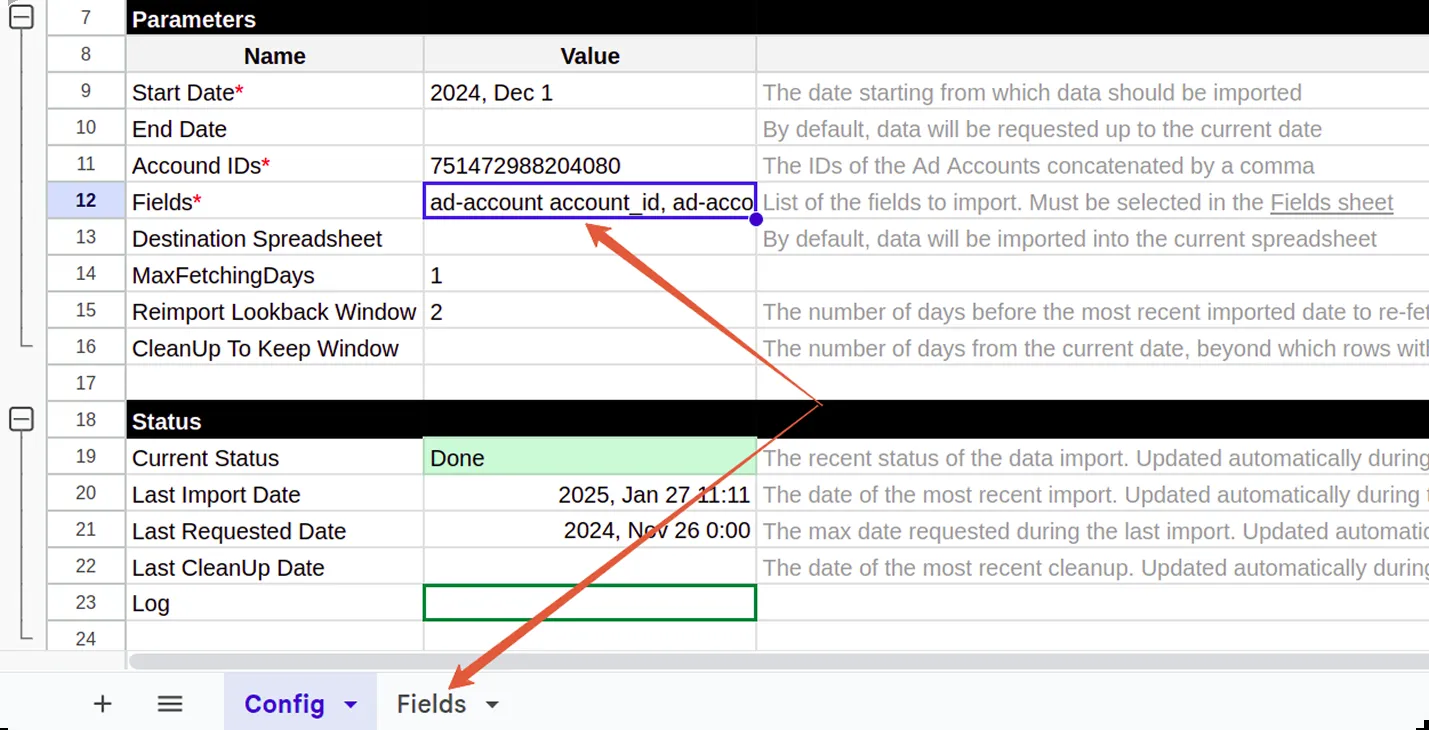 7 Parameters
8 Name Value
9 Start Date* 2024, Dec 1 The date starting from which data should be imported
10 End Date By default, data will be requested up to the current date
11 Accound IDs* 751472988204080 The IDs of the Ad Accounts concatenated by a comma
12 Fields* ad-account account_id, ad-acco List of the fields to import. Must be selected in the Fields sheet
13 Destination Spreadsheet By default, data will be imported into the current spreadsheet
14 MaxFetchingDays 1
15 Reimport Lookback Window 2 The number of days before the most recent imported date to re-fet
16 CleanUp To Keep Window The number of days from the current date, beyond which rows with
17
18 Status
19 Current Status Done The recent status of the data import. Updated automatically during
20 Last Import Date 2025, Jan 27 11:11 The date of the most recent import. Updated automatically during
21 Last Requested Date 2024, Nov 26 0:00 The max date requested during the last import. Updated automatic
22 Last CleanUp Date The date of the most recent cleanup. Updated automatically during
23 Log
24
+ Config Fields